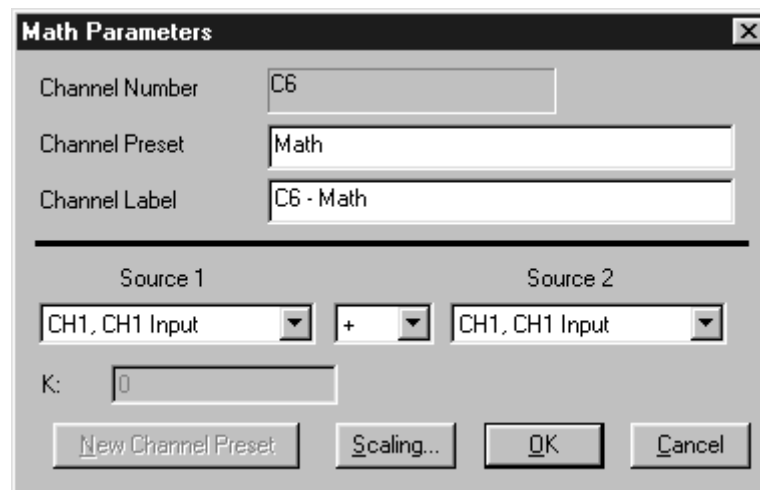 Math Parameters
Channel Number C6
Channel Preset Math
Channel Label C6 - Math
Source 1 Source 2
CH1, CH1 Input + CH1, CH1 Input
K: 0
New Channel Preset Scaling... OK Cancel